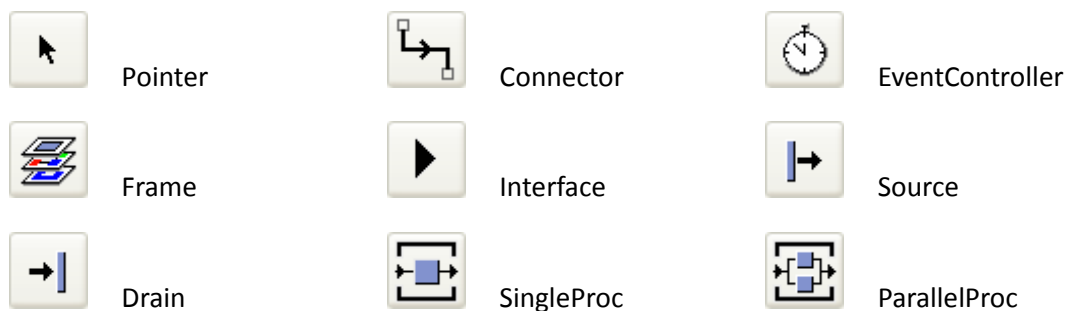 Pointer
Connector
EventController
Frame
Interface
Source
Drain
SingleProc
ParallelProc